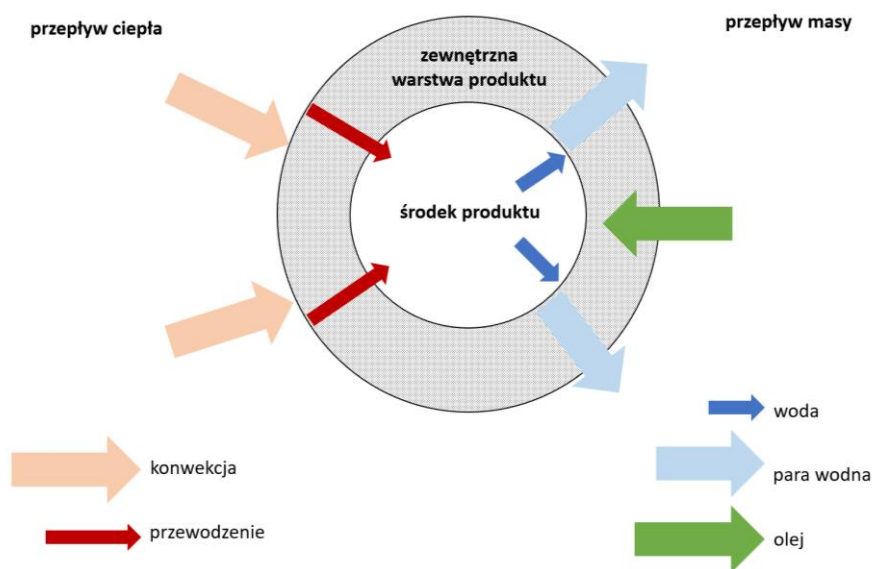 przepływ ciepła
przepływ masy
zewnętrzna
warstwa produktu
środek produktu
konwekcja
przewodzenie
woda
para wodna
olej